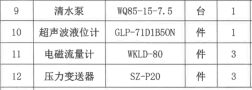 9 清水泵 WQ85-15-7.5 台 1
10 超声波液位计 GLP-71D1B50N 件 1
11 电磁流量计 WKLD-80 件 3
12 压力变送器 SZ-P20 件 3